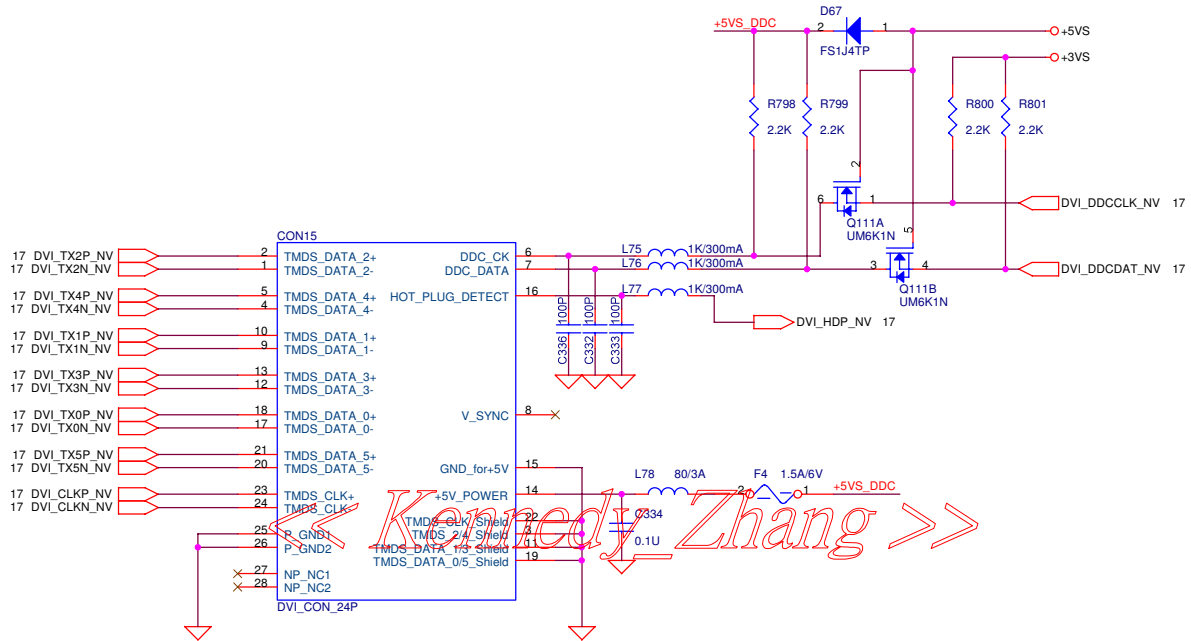 D67
+5VS_DDC
2
1
FS1J4TP
+5VS
+3VS
R798
2.2K
R799
2.2K
R800
2.2K
R801
2.2K
2
6
1
Q111A
UM6K1N
DVI_DDCCLK_NV 17
5
3
4
Q111B
UM6K1N
DVI_DDCDAT_NV 17
CON15
17 DVI_TX2P_NV 2 TMDS_DATA_2+
17 DVI_TX2N_NV 1 TMDS_DATA_2-
17 DVI_TX4P_NV 5 TMDS_DATA_4+
17 DVI_TX4N_NV 4 TMDS_DATA_4-
17 DVI_TX1P_NV 10 TMDS_DATA_1+
17 DVI_TX1N_NV 9 TMDS_DATA_1-
17 DVI_TX3P_NV 13 TMDS_DATA_3+
17 DVI_TX3N_NV 12 TMDS_DATA_3-
17 DVI_TX0P_NV 18 TMDS_DATA_0+
17 DVI_TX0N_NV 17 TMDS_DATA_0-
17 DVI_TX5P_NV 21 TMDS_DATA_5+
17 DVI_TX5N_NV 20 TMDS_DATA_5-
17 DVI_CLKP_NV 23 TMDS_CLK+
17 DVI_CLKN_NV 24 TMDS_CLK-
25 P_GND1
26 P_GND2
27 NP_NC1
28 NP_NC2
DVI_CON_24P
DDC_CK 6
DDC_DATA 7
HOT_PLUG_DETECT 16
V_SYNC 8
GND_for+5V 15
+5V_POWER 14
TMDS_CLK_Shield 22
TMDS_2/4_Shield
TMDS_DATA_1/3_Shield 11
TMDS_DATA_0/5_Shield 19
L75 1K/300mA
L76 1K/300mA
L77 1K/300mA
DVI_HDP_NV 17
C336 100P
C332 100P
C333 100P
L78 80/3A
F4 1.5A/6V
2
1
+5VS_DDC
C334
0.1U
<< Kennedy_Zhang >>